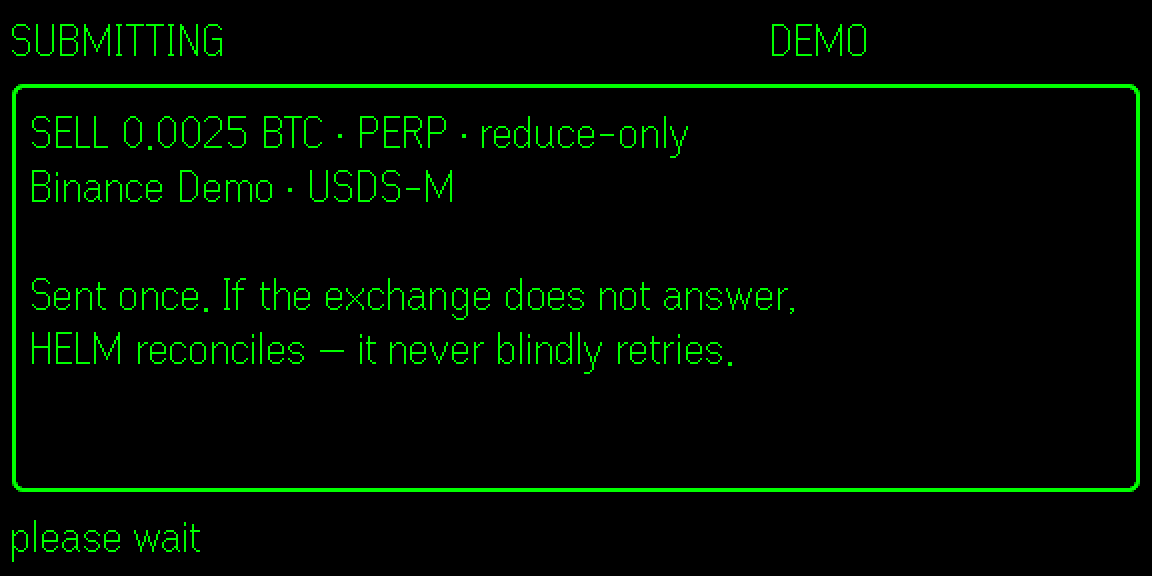 SUBMITTING DEMO
SELL 0.0025 BTC · PERP · reduce-only
Binance Demo · USDS-M
Sent once. If the exchange does not answer,
HELM reconciles — it never blindly retries.
please wait